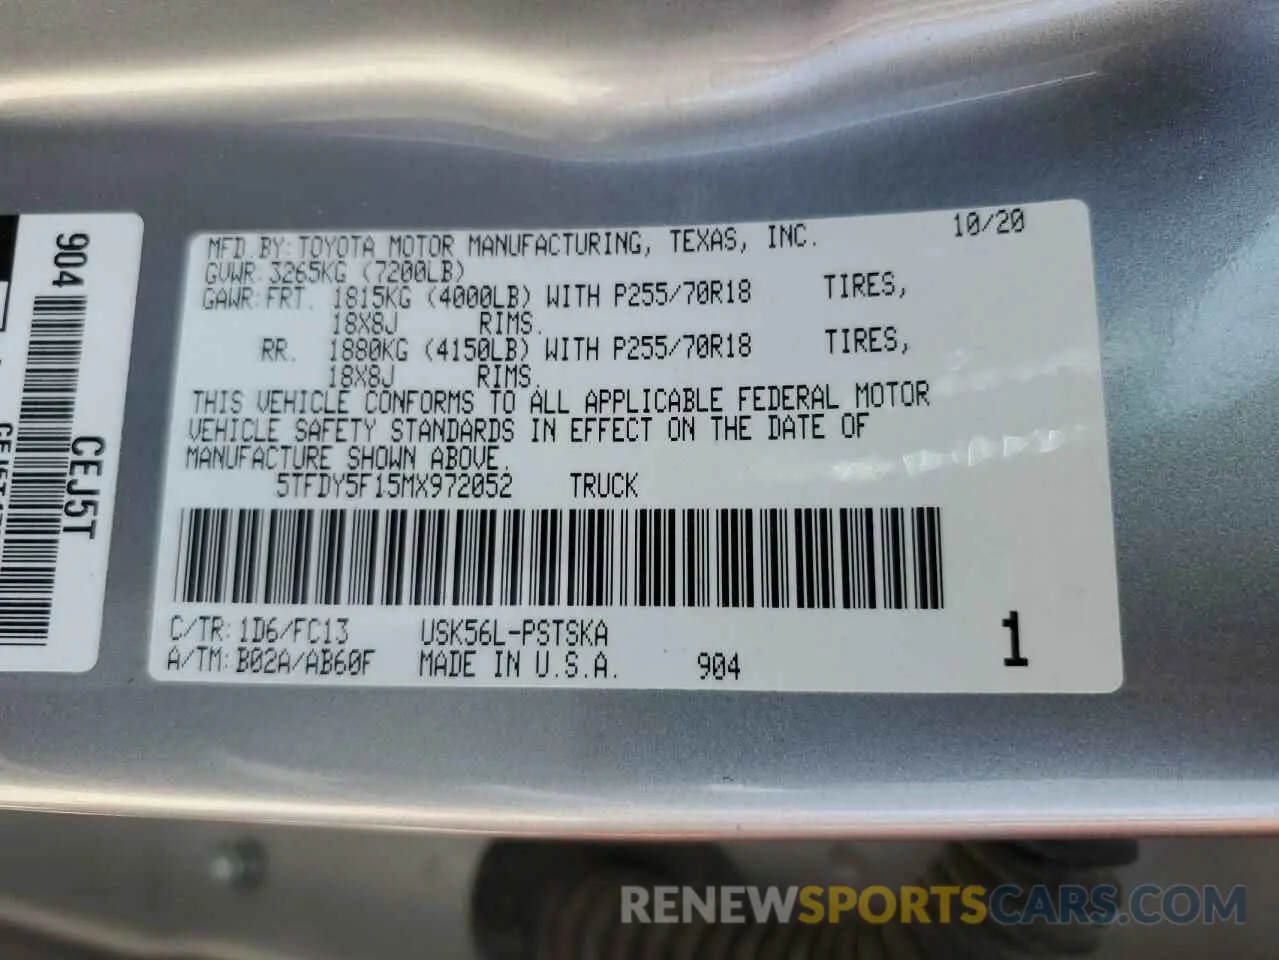 904
CEJ5T
MFD.BY: TOYOTA MOTOR MANUFACTURING, TEXAS, INC. 10/20
GVWR: 3265KG (7200LB)
GAWR: FRT. 1815KG (4000LB) WITH P255/70R18 TIRES,
18X8J RIMS.
RR. 1880KG (4150LB) WITH P255/70R18 TIRES,
18X8J RIMS.
THIS VEHICLE CONFORMS TO ALL APPLICABLE FEDERAL MOTOR
VEHICLE SAFETY STANDARDS IN EFFECT ON THE DATE OF
MANUFACTURE SHOWN ABOVE.
5TFDY5F15MX972052 TRUCK
C/TR: 1D6/FC13 USK56L-PSTSKA
A/TM: B02A/AB60F MADE IN U.S.A. 904
1
RENEWSPORTSCARS.COM